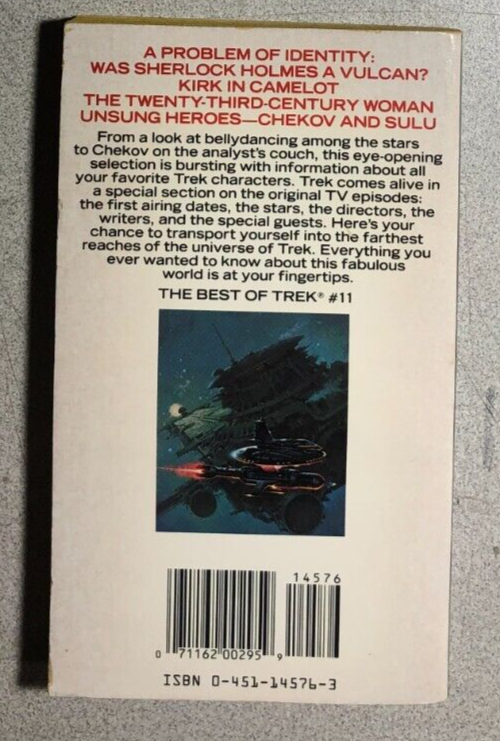 A PROBLEM OF IDENTITY:
WAS SHERLOCK HOLMES A VULCAN?
KIRK IN CAMELOT
THE TWENTY-THIRD-CENTURY WOMAN
UNSUNG HEROES—CHEKOV AND SULU
From a look at bellydancing among the stars
to Chekov on the analyst's couch, this eye-opening
selection is bursting with information about all
your favorite Trek characters. Trek comes alive in
a special section on the original TV episodes:
the first airing dates, the stars, the directors, the
writers, and the special guests. Here's your
chance to transport yourself into the farthest
reaches of the universe of Trek. Everything you
ever wanted to know about this fabulous
world is at your fingertips.
THE BEST OF TREK® #11
14576
0 71162 00295 9
ISBN 0-451-14576-3